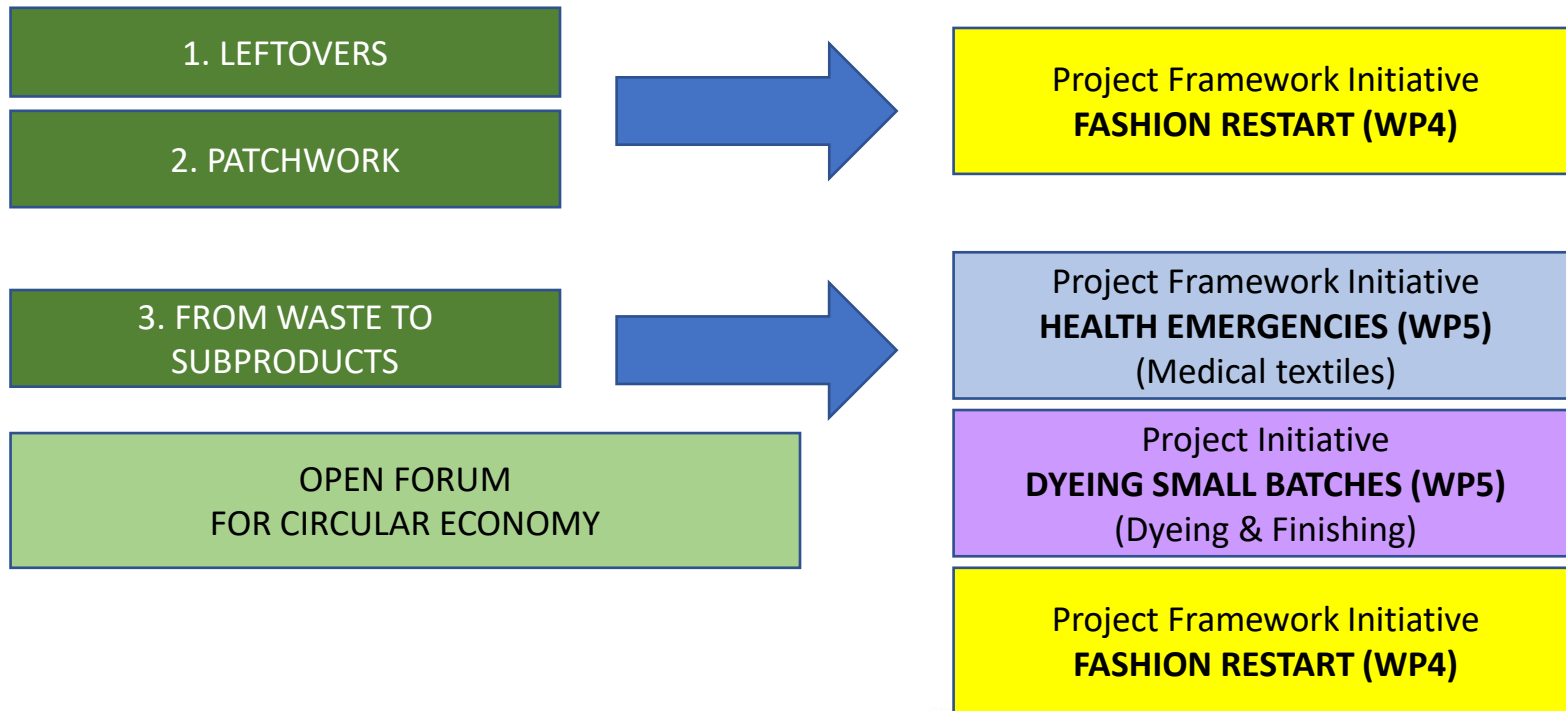 1. LEFTOVERS
2. PATCHWORK
Project Framework Initiative
FASHION RESTART (WP4)
3. FROM WASTE TO
SUBPRODUCTS
OPEN FORUM
FOR CIRCULAR ECONOMY
Project Framework Initiative
HEALTH EMERGENCIES (WP5)
(Medical textiles)
Project Initiative
DYEING SMALL BATCHES (WP5)
(Dyeing & Finishing)
Project Framework Initiative
FASHION RESTART (WP4)